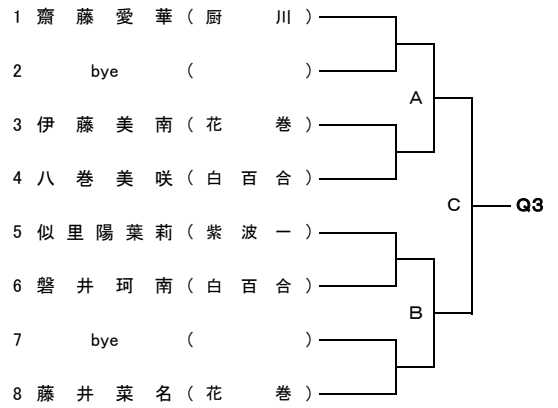 1 齋藤愛華 (厨川)
2 bye ( )
A
3 伊藤美南 (花巻)
4 八巻美咲 (白百合)
C Q3
5 似里陽葉莉 (紫波一)
6 磐井珂南 (白百合)
B
7 bye ( )
8 藤井菜名 (花巻)